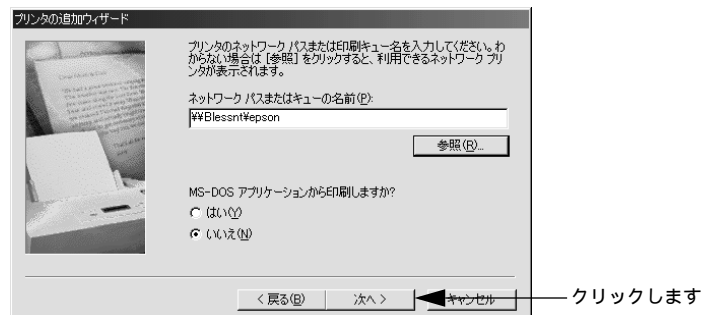 プリンタの追加ウィザード
プリンタのネットワーク パスまたは印刷キュー名を入力してください。わ
からない場合は [参照] をクリックすると、利用できるネットワーク プリ
ンタが表示されます。
ネットワーク パスまたはキューの名前(P):
¥¥Blessnt¥epson
参照(R)...
MS-DOS アプリケーションから印刷しますか?
はい(Y)
いいえ(N)
< 戻る(B)
次へ >
キャンセル
クリックします